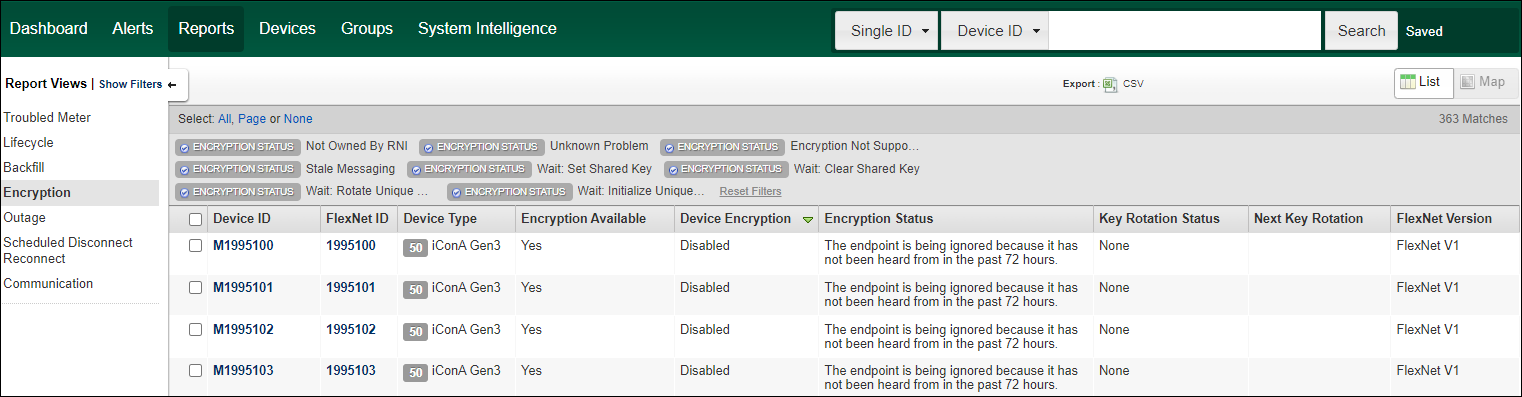 Dashboard Alerts Reports Devices Groups System Intelligence Single ID Device ID Search Saved
Report Views | Show Filters
Export : CSV List Map
Troubled Meter
Lifecycle
Backfill
Encryption
Outage
Scheduled Disconnect
Reconnect
Communication
Select: All, Page or None 363 Matches
ENCRYPTION STATUS Not Owned By RNI ENCRYPTION STATUS Unknown Problem ENCRYPTION STATUS Encryption Not Suppo...
ENCRYPTION STATUS Stale Messaging ENCRYPTION STATUS Wait: Set Shared Key ENCRYPTION STATUS Wait: Clear Shared Key
ENCRYPTION STATUS Wait: Rotate Unique ... ENCRYPTION STATUS Wait: Initialize Unique... Reset Filters
Device ID FlexNet ID Device Type Encryption Available Device Encryption Encryption Status Key Rotation Status Next Key Rotation FlexNet Version
M1995100 1995100 50 iConA Gen3 Yes Disabled The endpoint is being ignored because it has None FlexNet V1
not been heard from in the past 72 hours.
M1995101 1995101 50 iConA Gen3 Yes Disabled The endpoint is being ignored because it has None FlexNet V1
not been heard from in the past 72 hours.
M1995102 1995102 50 iConA Gen3 Yes Disabled The endpoint is being ignored because it has None FlexNet V1
not been heard from in the past 72 hours.
M1995103 1995103 50 iConA Gen3 Yes Disabled The endpoint is being ignored because it has None FlexNet V1
not been heard from in the past 72 hours.